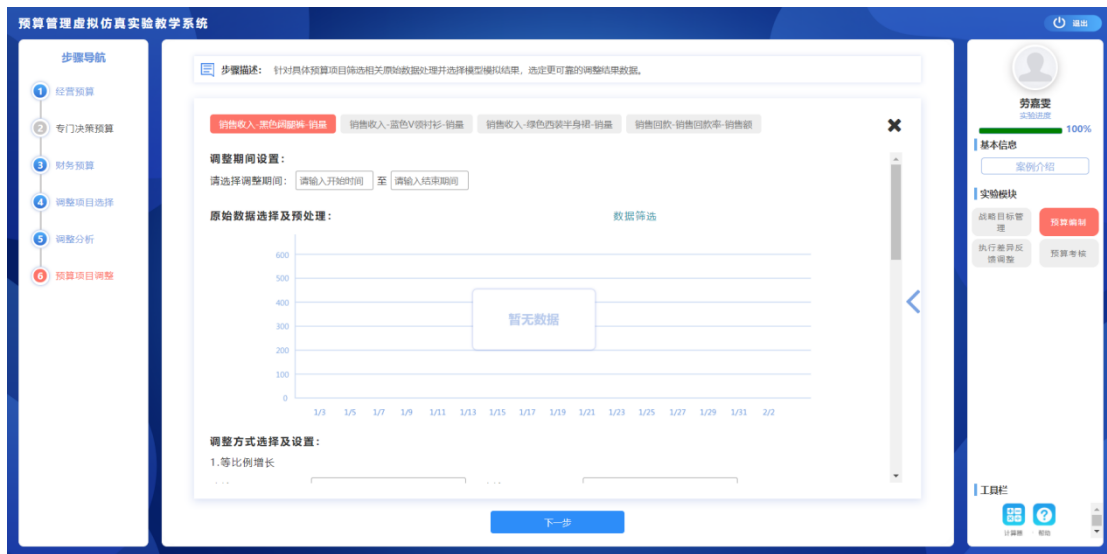 预算管理虚拟仿真实验教学系统
退出
步骤导航
1 经营预算
2 专门决策预算
3 财务预算
4 调整项目选择
5 调整分析
6 预算项目调整
步骤描述： 针对具体预算项目筛选相关原始数据处理并选择模型模拟结果，选定更可靠的调整结果数据。
销售收入-黑色阔腿裤-销量
销售收入-蓝色V领衬衫-销量
销售收入-绿色西装半身裙-销量
销售回款-销售回款率-销售额
调整期间设置：
请选择调整期间： 请输入开始时间 至 请输入结束期间
原始数据选择及预处理：
数据筛选
600
500
400
300
200
100
0
暂无数据
1/3 1/5 1/7 1/9 1/11 1/13 1/15 1/17 1/19 1/21 1/23 1/25 1/27 1/29 1/31 2/2
调整方式选择及设置：
1.等比例增长
下一步
劳嘉雯
实验进度
100%
基本信息
案例介绍
实验模块
战略目标管
理
预算编制
执行差异反
馈调整
预算考核
工具栏
计算器
帮助